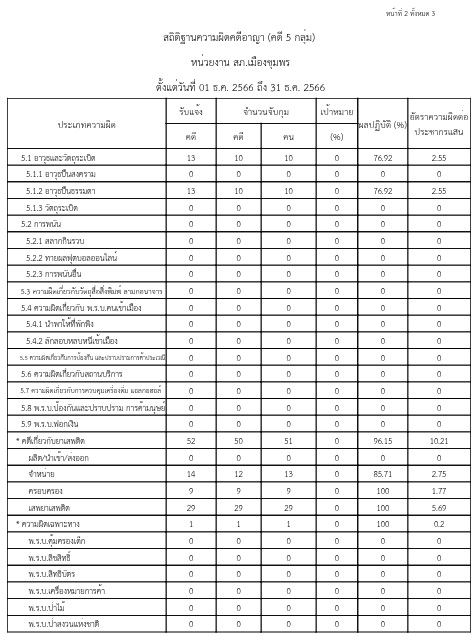 หน้าที่ 2 ทั้งหมด 3
สถิติฐานความผิดคดีอาญา (คดี 5 กลุ่ม)
หน่วยงาน สภ.เมืองชุมพร
ตั้งแต่วันที่ 01 ธ.ค. 2566 ถึง 31 ธ.ค. 2566
ประเภทความผิด รับแจ้ง จำนวนจับกุม เป้าหมาย ผลปฏิบัติ (%) อัตราความผิดต่อ
ประชากรแสน
คดี คดี คน (%)
5.1 อาวุธและวัตถุระเบิด 13 10 10 0 76.92 2.55
5.1.1 อาวุธปืนสงคราม 0 0 0 0 0 0
5.1.2 อาวุธปืนธรรมดา 13 10 10 0 76.92 2.55
5.1.3 วัตถุระเบิด 0 0 0 0 0 0
5.2 การพนัน 0 0 0 0 0 0
5.2.1 สลากกินรวบ 0 0 0 0 0 0
5.2.2 ทายผลฟุตบอลออนไลน์ 0 0 0 0 0 0
5.2.3 การพนันอื่น 0 0 0 0 0 0
5.3 ความผิดเกี่ยวกับวัตถุสื่อสิ่งพิมพ์ ลามกอนาจาร 0 0 0 0 0 0
5.4 ความผิดเกี่ยวกับ พ.ร.บ.คนเข้าเมือง 0 0 0 0 0 0
5.4.1 นำพาให้ที่พักพิง 0 0 0 0 0 0
5.4.2 ลักลอบหลบหนีเข้าเมือง 0 0 0 0 0 0
5.5 ความผิดเกี่ยวกับการป้องกัน และปราบปรามการค้าประเวณี 0 0 0 0 0 0
5.6 ความผิดเกี่ยวกับสถานบริการ 0 0 0 0 0 0
5.7 ความผิดเกี่ยวกับการควบคุมเครื่องดื่ม แอลกอฮอล์ 0 0 0 0 0 0
5.8 พ.ร.บ.ป้องกันและปราบปราม การค้ามนุษย์ 0 0 0 0 0 0
5.9 พ.ร.บ.ฟอกเงิน 0 0 0 0 0 0
* คดีเกี่ยวกับยาเสพติด 52 50 51 0 96.15 10.21
ผลิต/นำเข้า/ส่งออก 0 0 0 0 0 0
จำหน่าย 14 12 13 0 85.71 2.75
ครอบครอง 9 9 9 0 100 1.77
เสพยาเสพติด 29 29 29 0 100 5.69
* ความผิดเฉพาะทาง 1 1 1 0 100 0.2
พ.ร.บ.คุ้มครองเด็ก 0 0 0 0 0 0
พ.ร.บ.ลิขสิทธิ์ 0 0 0 0 0 0
พ.ร.บ.สิทธิบัตร 0 0 0 0 0 0
พ.ร.บ.เครื่องหมายการค้า 0 0 0 0 0 0
พ.ร.บ.ป่าไม้ 0 0 0 0 0 0
พ.ร.บ.ป่าสงวนแห่งชาติ 0 0 0 0 0 0